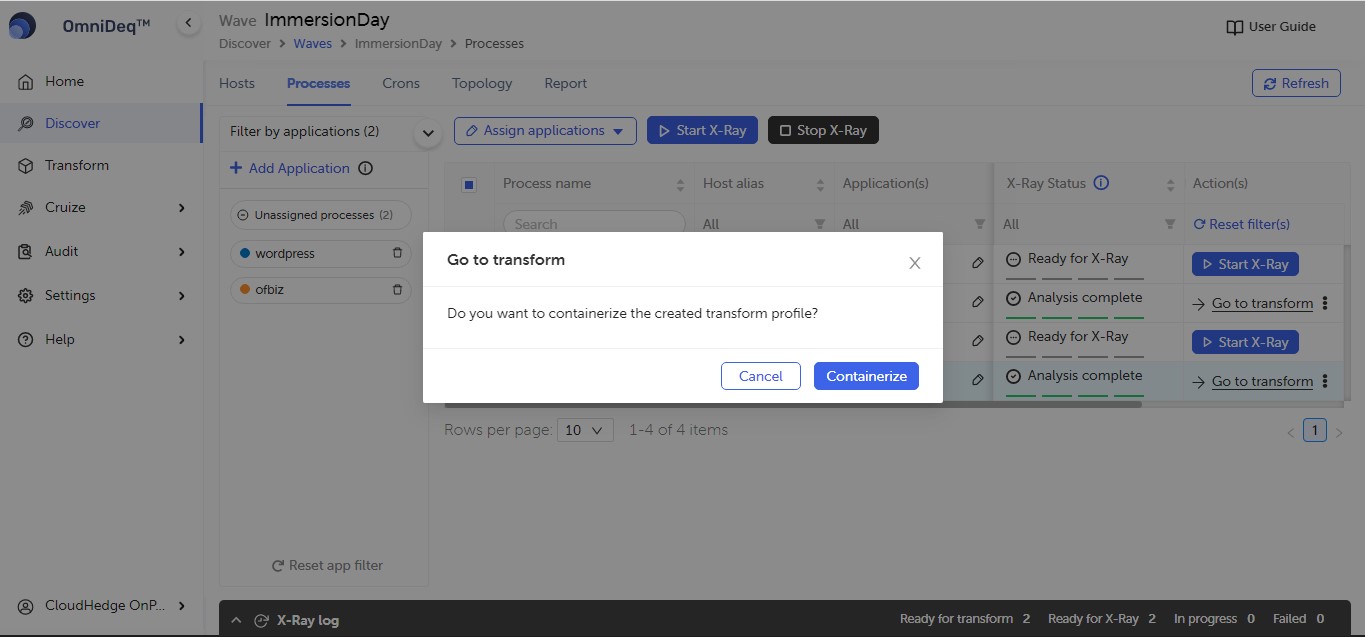 OmniDeq™
Wave ImmersionDay
Discover > Waves > ImmersionDay > Processes
User Guide
Home
Discover
Transform
Cruize
Audit
Settings
Help
CloudHedge OnP...
Hosts Processes Crons Topology Report
Refresh
Filter by applications (2)
Assign applications
Start X-Ray
Stop X-Ray
+ Add Application
Unassigned processes (2)
wordpress
ofbiz
Reset app filter
Process name Host alias Application(s) X-Ray Status Action(s)
Search All All All Reset filter(s)
Ready for X-Ray Start X-Ray
Analysis complete Go to transform
Ready for X-Ray Start X-Ray
Analysis complete Go to transform
Go to transform
Do you want to containerize the created transform profile?
Cancel Containerize
Rows per page: 10 1-4 of 4 items
< 1 >
X-Ray log
Ready for transform 2 Ready for X-Ray 2 In progress 0 Failed 0